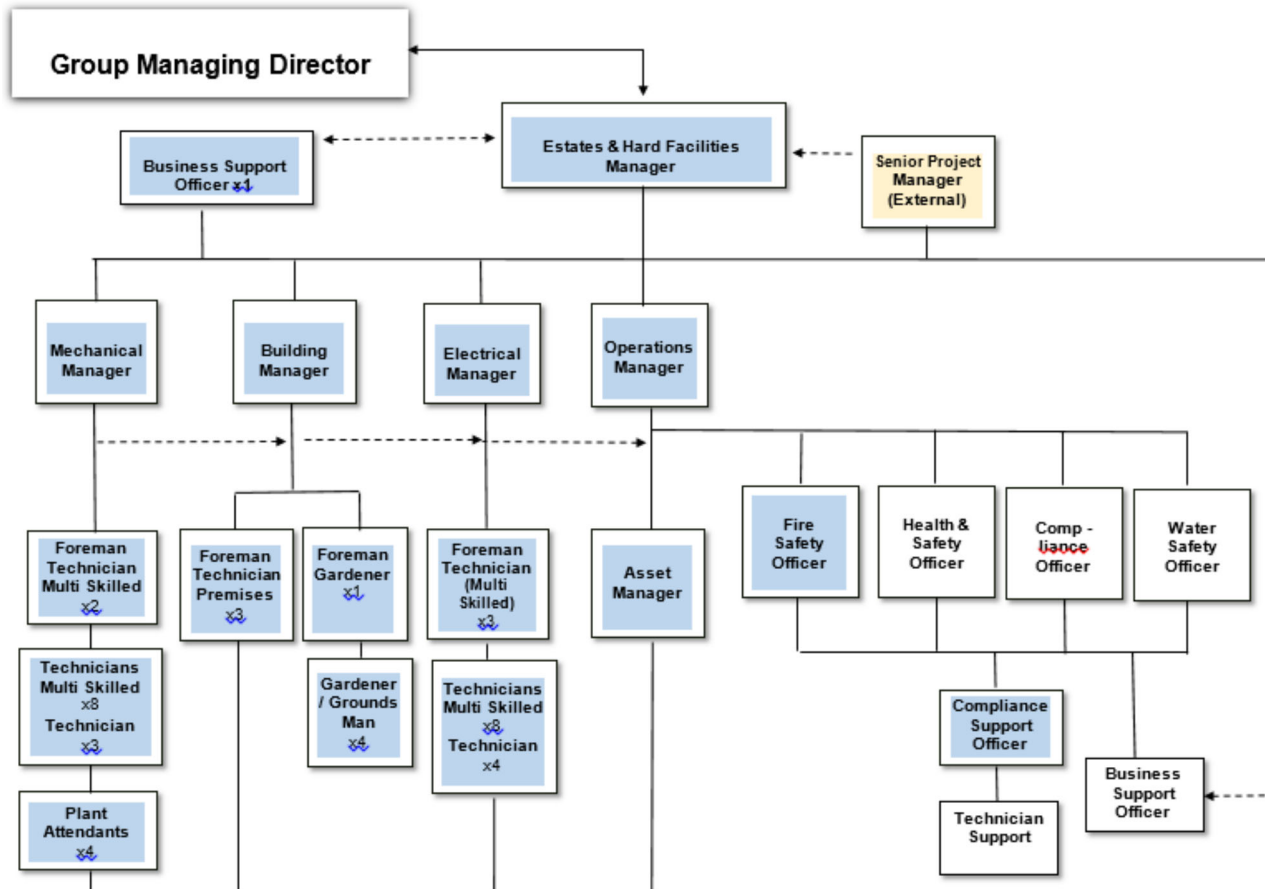 Group Managing Director
Estates & Hard Facilities
Manager
Business Support
Officer x1
Senior Project
Manager
(External)
Mechanical
Manager
Building
Manager
Electrical
Manager
Operations
Manager
Foreman
Technician
Multi Skilled
x2
Foreman
Technician
Premises
x3
Foreman
Gardener
x1
Foreman
Technician
(Multi
Skilled)
x3
Asset
Manager
Fire
Safety
Officer
Health &
Safety
Officer
Comp -
liance
Officer
Water
Safety
Officer
Technicians
Multi Skilled
x8
Technician
x3
Gardener
/ Grounds
Man
x4
Technicians
Multi Skilled
x8
Technician
x4
Compliance
Support
Officer
Business
Support
Officer
Plant
Attendants
x4
Technician
Support